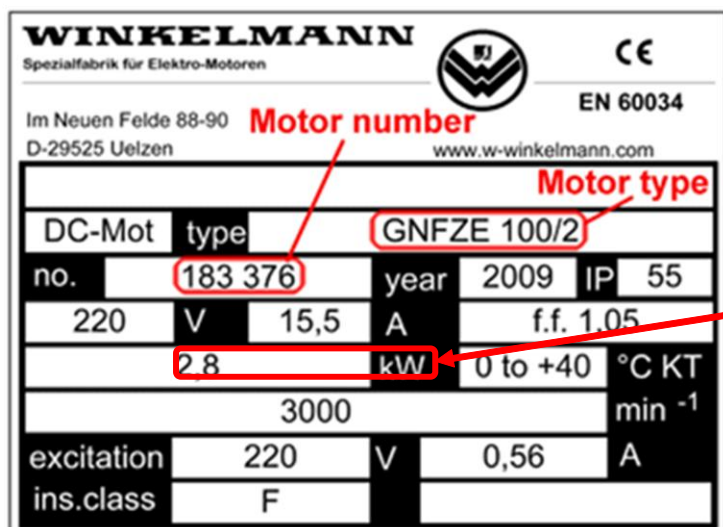 WINKELMANN
Spezialfabrik für Elektro-Motoren
CE
EN 60034
Im Neuen Felde 88-90
D-29525 Uelzen
Motor number
www.w-winkelmann.com
Motor type
DC-Mot type GNFZE 100/2
no. 183 376 year 2009 IP 55
220 V 15,5 A f.f. 1,05
2,8 kW 0 to +40 °C KT
3000 min -1
excitation 220 V 0,56 A
ins.class F